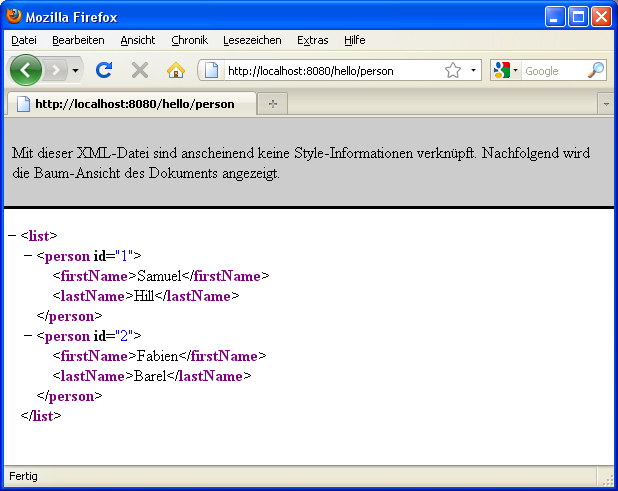 Mozilla Firefox
Datei Bearbeiten Ansicht Chronik Lesezeichen Extras Hilfe
http://localhost:8080/hello/person Google
http://localhost:8080/hello/person
Mit dieser XML-Datei sind anscheinend keine Style-Informationen verknüpft. Nachfolgend wird
die Baum-Ansicht des Dokuments angezeigt.
− <list>
− <person id="1">
<firstName>Samuel</firstName>
<lastName>Hill</lastName>
</person>
− <person id="2">
<firstName>Fabien</firstName>
<lastName>Barel</lastName>
</person>
</list>
Fertig